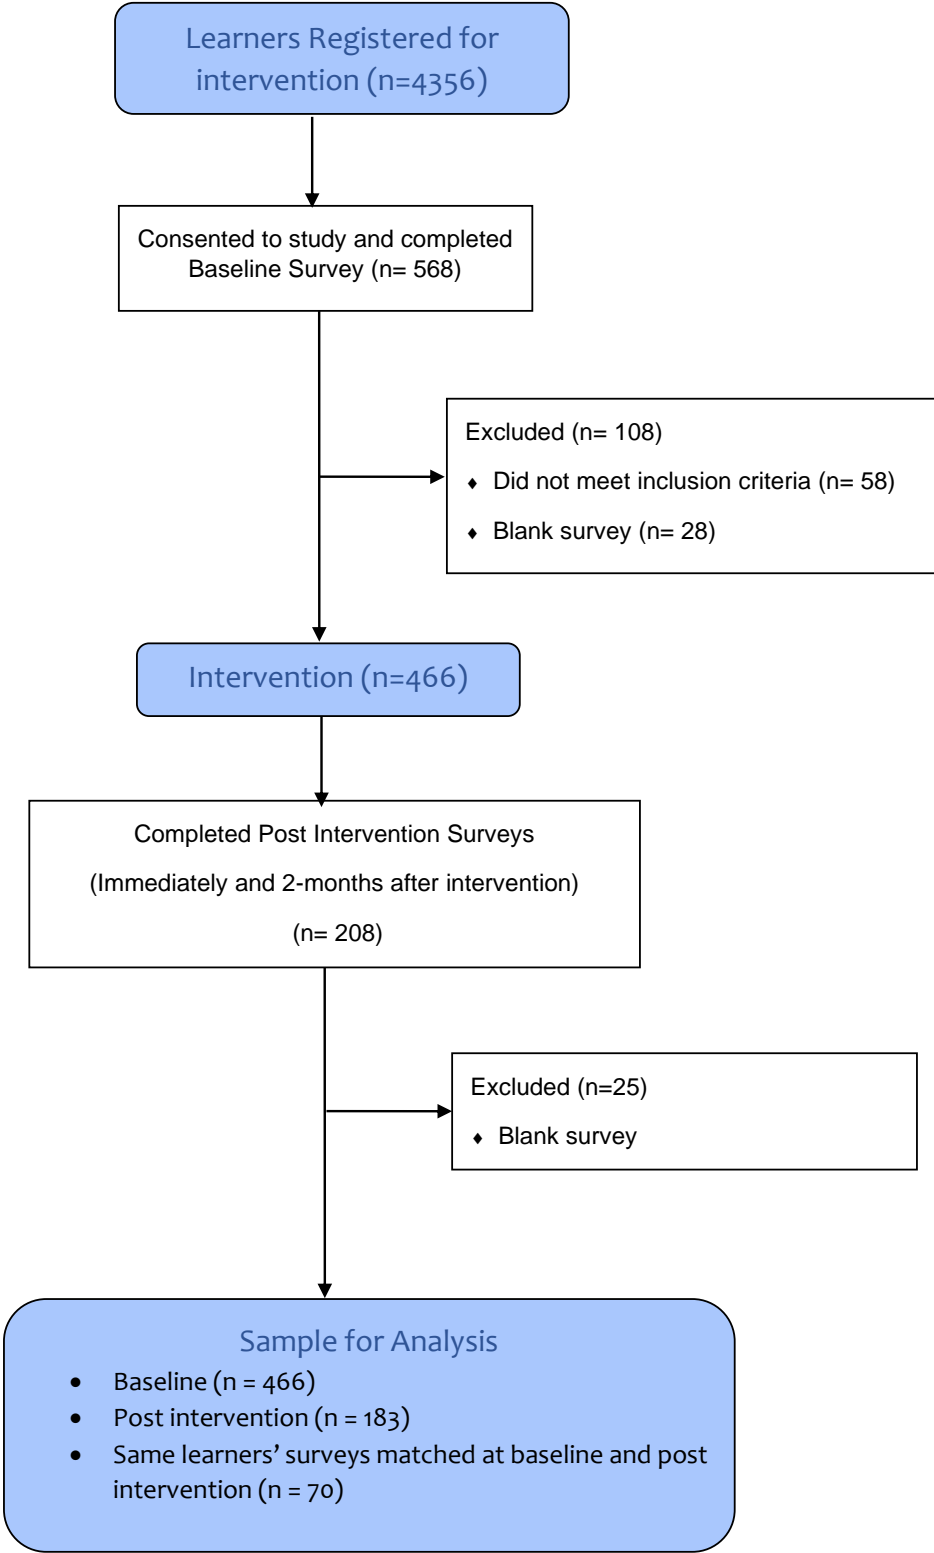 Learners Registered for
intervention (n=4356)
Consented to study and completed
Baseline Survey (n= 568)
Excluded (n= 108)
♦ Did not meet inclusion criteria (n= 58)
♦ Blank survey (n= 28)
Intervention (n=466)
Completed Post Intervention Surveys
(Immediately and 2-months after intervention)
(n= 208)
Excluded (n=25)
♦ Blank survey
Sample for Analysis
• Baseline (n = 466)
• Post intervention (n = 183)
• Same learners’ surveys matched at baseline and post
intervention (n = 70)